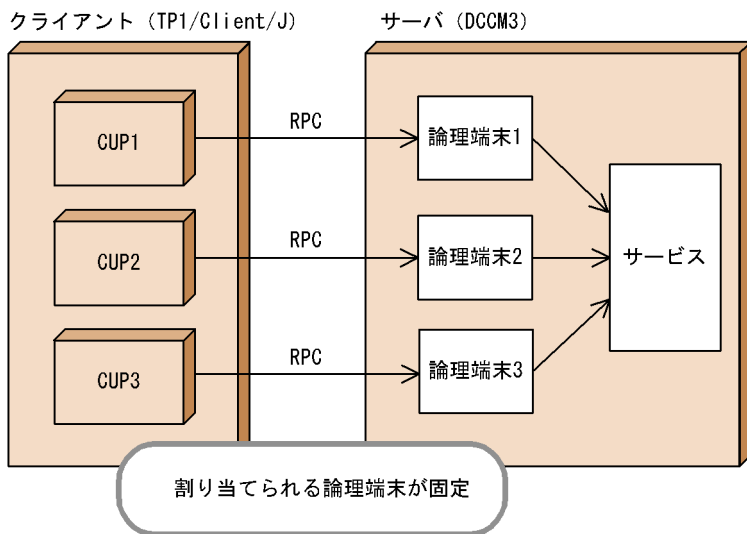 クライアント（TP1/Client/J）
サーバ（DCCM3）
CUP1
RPC
論理端末1
CUP2
RPC
論理端末2
サービス
CUP3
RPC
論理端末3
割り当てられる論理端末が固定